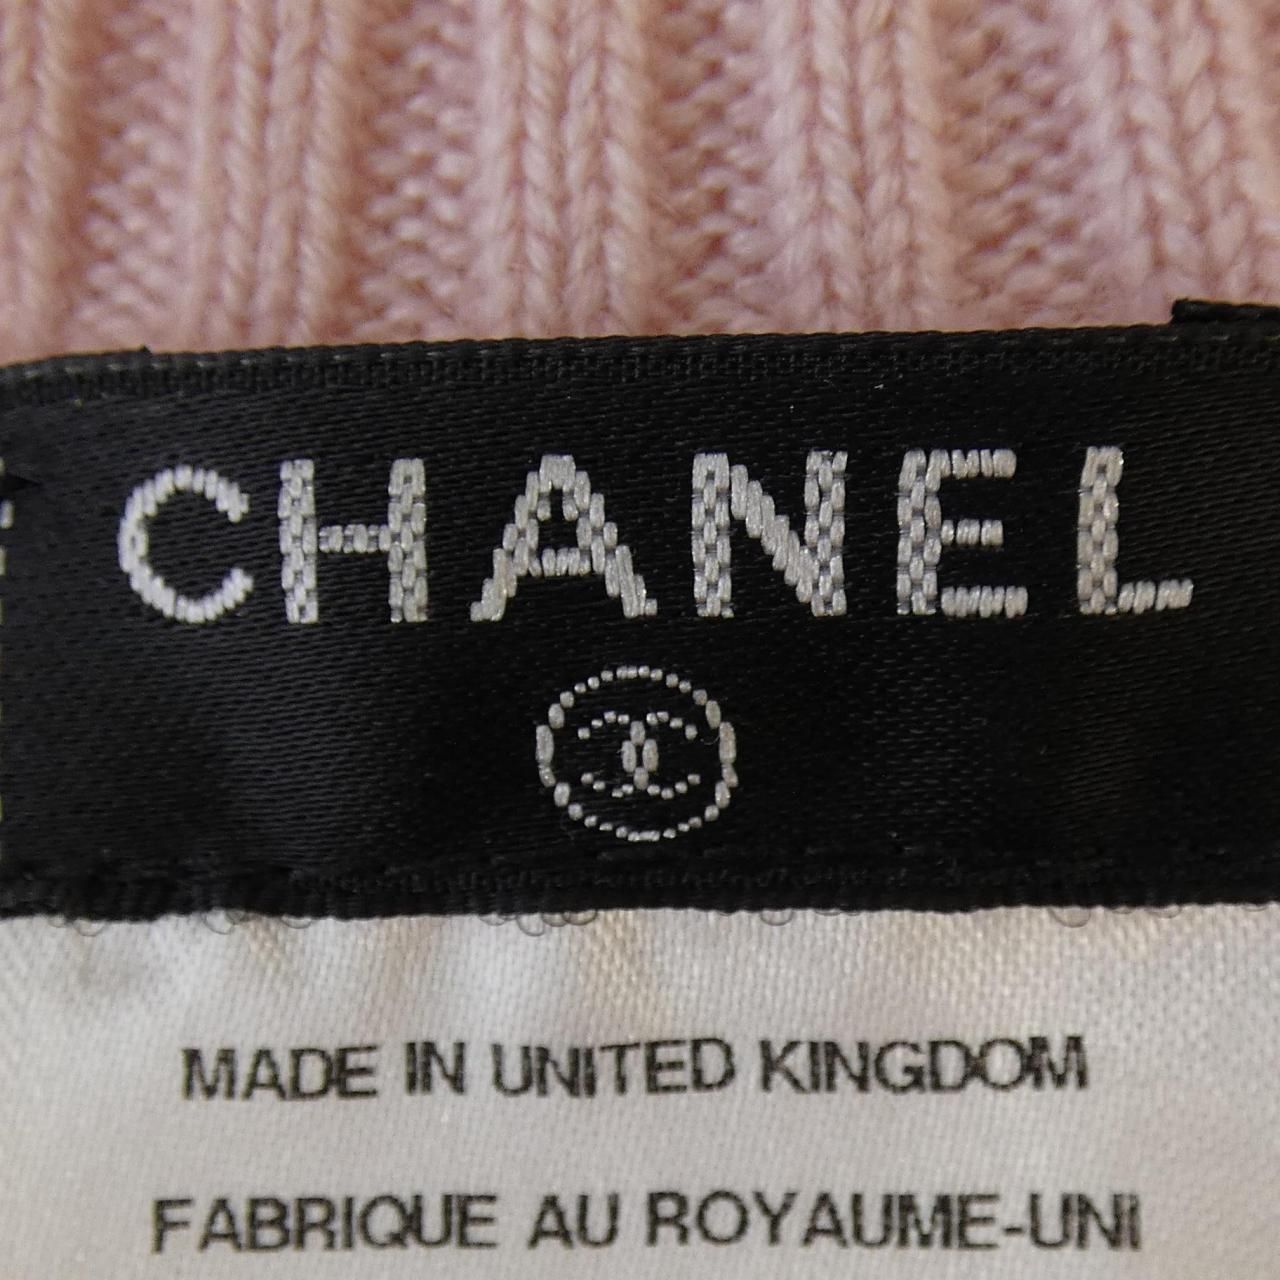 CHANEL
MADE IN UNITED KINGDOM
FABRIQUE AU ROYAUME-UNI